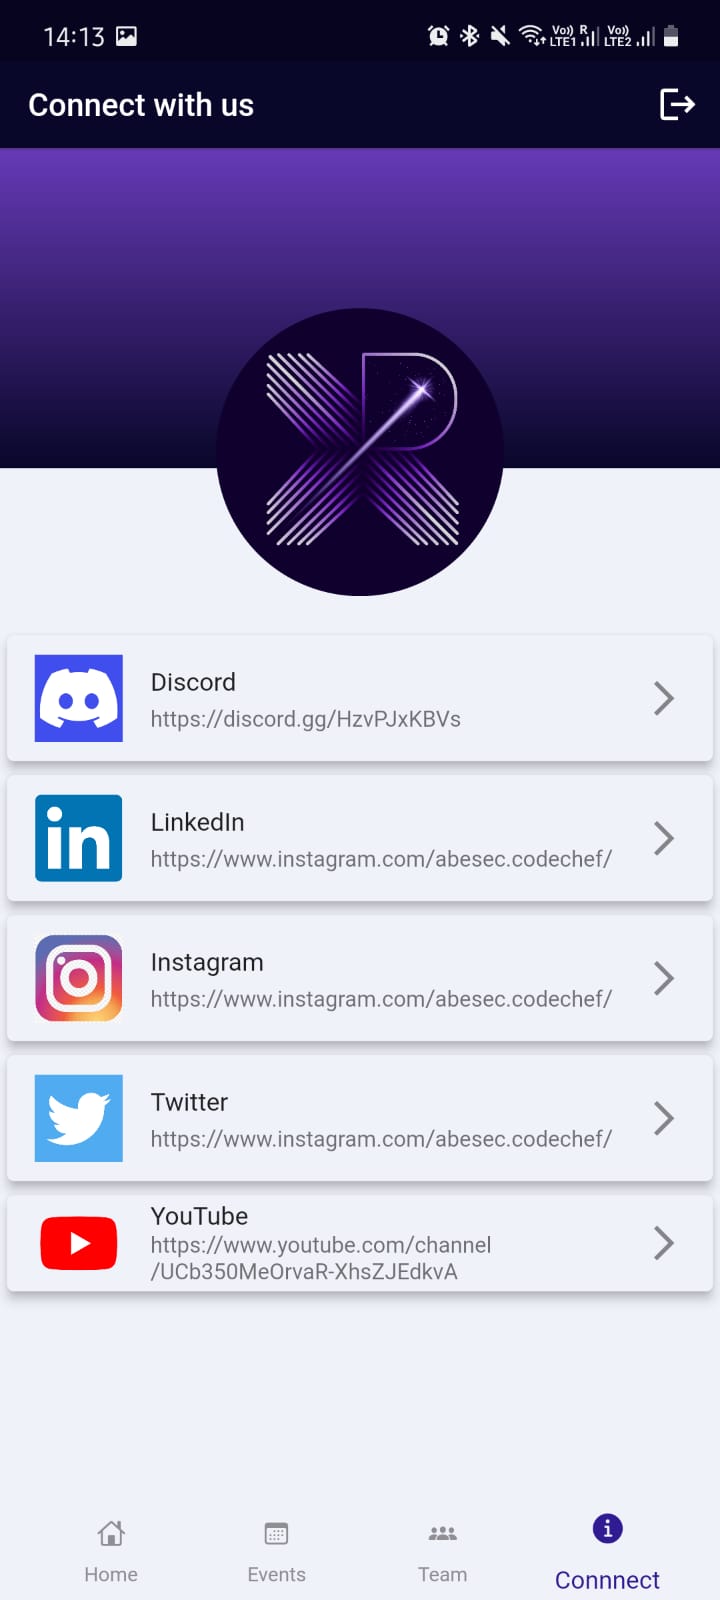 14:13
Vo)) R
LTE1
Vo))
LTE2
Connect with us
Discord
https://discord.gg/HzvPJxKBVs
LinkedIn
https://www.instagram.com/abesec.codechef/
Instagram
https://www.instagram.com/abesec.codechef/
Twitter
https://www.instagram.com/abesec.codechef/
YouTube
https://www.youtube.com/channel
/UCb350MeOrvaR-XhsZJEdkvA
Home
Events
Team
Connnect